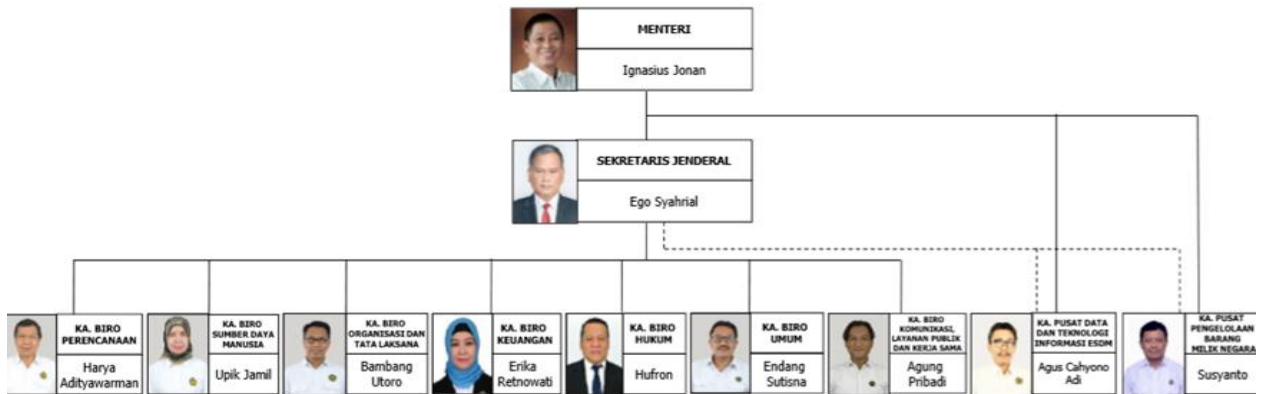 MENTERI
Ignasius Jonan
SEKRETARIS JENDERAL
Ego Syahrial
KA. BIRO
PERENCANAAN
Harya
Adityawarman
KA. BIRO
SUMBER DAYA
MANUSIA
Upik Jamil
KA. BIRO
ORGANISASI DAN
TATA LAKSANA
Bambang
Utoro
KA. BIRO
KEUANGAN
Erika
Retnowati
KA. BIRO
HUKUM
Hufron
KA. BIRO
UMUM
Endang
Sutisna
KA. BIRO
KOMUNIKASI,
LAYANAN PUBLIK
DAN KERJA SAMA
Agung
Pribadi
KA. PUSAT DATA
DAN TEKNOLOGI
INFORMASI ESDM
Agus Cahyono
Adi
KA. PUSAT
PENGELOLAAN
BARANG
MILIK NEGARA
Susyanto